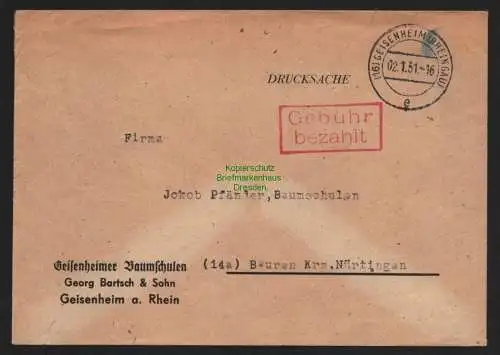 (16) GEISENHEIM (RHEINGAU)
02.1.51-16
e
DRUCKSACHE
Gebühr
bezahlt
Firma
Kopierschutz
Briefmarkenhaus
Dresden
Jokob Pfänder, Baumschulen
Geisenheimer Baumschulen
Georg Bartsch & Sohn
Geisenheim a. Rhein
(14a) Beuren Krs. Nürtingen